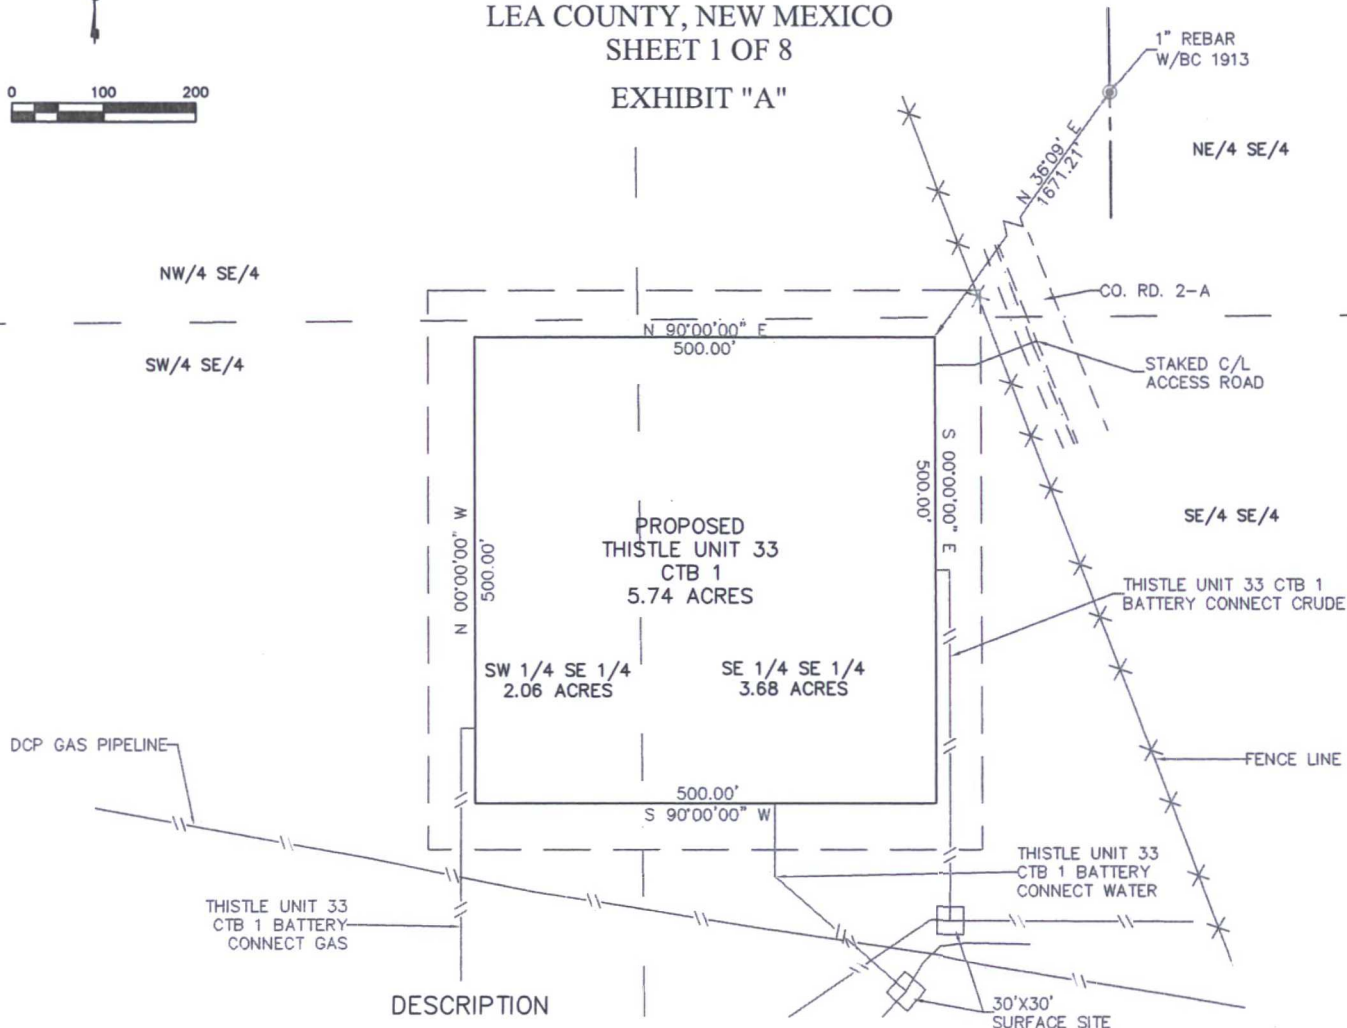 LEA COUNTY, NEW MEXICO
SHEET 1 OF 8
EXHIBIT "A"
0 100 200
1" REBAR
W/BC 1913
N 36°09' E
1671.21'
NE/4 SE/4
NW/4 SE/4
CO. RD. 2-A
SW/4 SE/4
N 90°00'00" E
500.00'
STAKED C/L
ACCESS ROAD
S 00°00'00" E
500.00'
N 00°00'00" W
500.00'
SE/4 SE/4
PROPOSED
THISTLE UNIT 33
CTB 1
5.74 ACRES
THISTLE UNIT 33 CTB 1
BATTERY CONNECT CRUDE
SW 1/4 SE 1/4
2.06 ACRES
SE 1/4 SE 1/4
3.68 ACRES
DCP GAS PIPELINE
FENCE LINE
500.00'
S 90°00'00" W
THISTLE UNIT 33
CTB 1 BATTERY
CONNECT WATER
THISTLE UNIT 33
CTB 1 BATTERY
CONNECT GAS
DESCRIPTION
30'X30'
SURFACE SITE